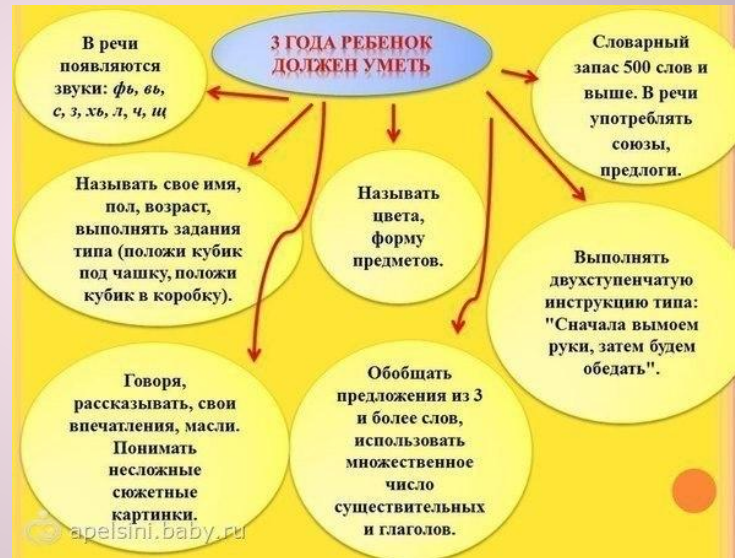 3 ГОДА РЕБЕНОК
ДОЛЖЕН УМЕТЬ
В речи
появляются
звуки: фь, вь,
с, з, хь, л, ч, щ
Словарный
запас 500 слов и
выше. В речи
употреблять
союзы,
предлоги.
Называть свое имя,
пол, возраст,
выполнять задания
типа (положи кубик
под чашку, положи
кубик в коробку).
Называть
цвета,
форму
предметов.
Выполнять
двухступенчатую
инструкцию типа:
"Сначала вымоем
руки, затем будем
обедать".
Говоря,
рассказывать, свои
впечатления, масли.
Понимать
несложные
сюжетные
картинки.
Обобщать
предложения из 3
и более слов,
использовать
множественное
число
существительных
и глаголов.
apelsini.baby.ru